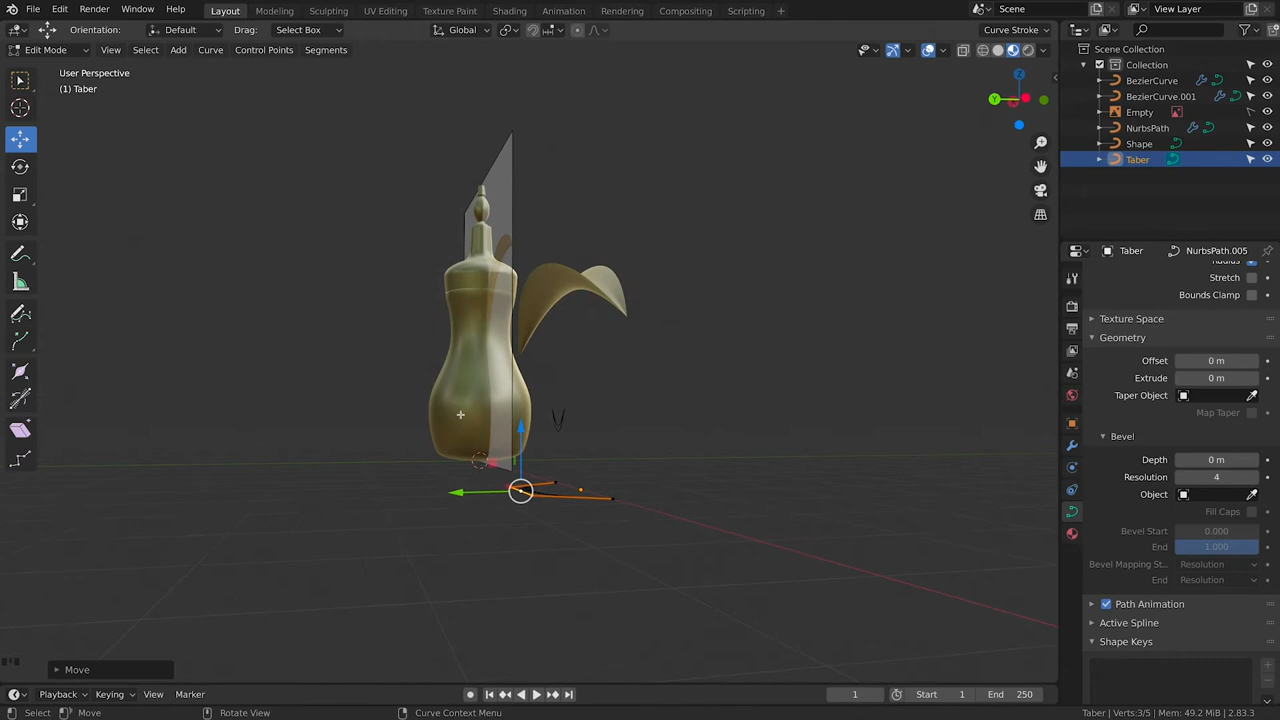 File Edit Render Window Help Layout Modeling Sculpting UV Editing Texture Paint Shading Animation Rendering Compositing Scripting + Scene View Layer
Orientation: Default Drag: Select Box Global Curve Stroke
Edit Mode View Select Add Curve Control Points Segments
User Perspective
(1) Taber
Z
Y
Scene Collection
Collection
BezierCurve
BezierCurve.001
Empty
NurbsPath
Shape
Taber
Taber NurbsPath.005
Radius
Stretch
Bounds Clamp
Texture Space
Geometry
Offset 0 m
Extrude 0 m
Taper Object
Map Taper
Bevel
Depth 0 m
Resolution 4
Object
Fill Caps
Bevel Start 0.000
End 1.000
Bevel Mapping St... Resolution
End Resolution
Path Animation
Active Spline
Shape Keys
Move
Playback Keying View Marker 1 Start 1 End 250
Select Move Rotate View Curve Context Menu Taber | Verts:3/5 | Mem: 49.2 MiB | 2.83.3